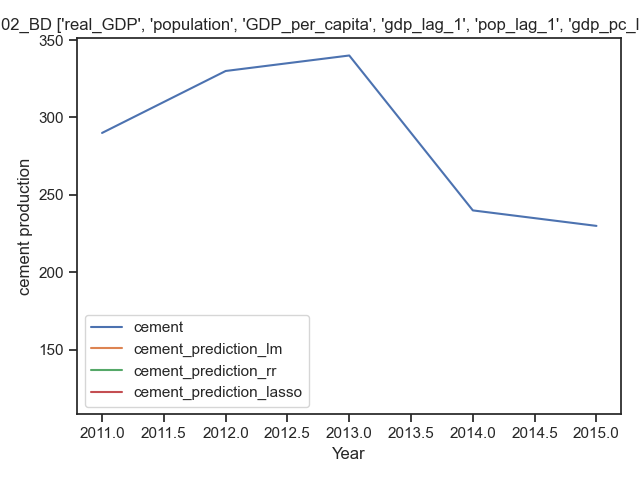 02_BD ['real_GDP', 'population', 'GDP_per_capita', 'gdp_lag_1', 'pop_lag_1', 'gdp_pc_l
350
300
250
200
150
cement production
cement
cement_prediction_lm
cement_prediction_rr
cement_prediction_lasso
2011.0 2011.5 2012.0 2012.5 2013.0 2013.5 2014.0 2014.5 2015.0
Year